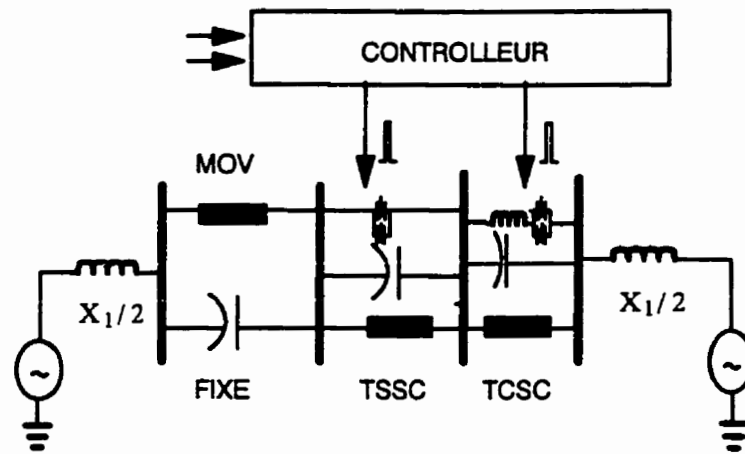 CONTROLLEUR
MOV
X₁/2
X₁/2
FIXE
TSSC
TCSC